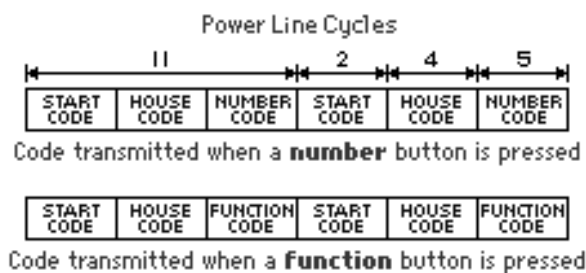 Power Line Cycles
11 2 4 5
START CODE HOUSE CODE NUMBER CODE START CODE HOUSE CODE NUMBER CODE
Code transmitted when a number button is pressed
START CODE HOUSE CODE FUNCTION CODE START CODE HOUSE CODE FUNCTION CODE
Code transmitted when a function button is pressed